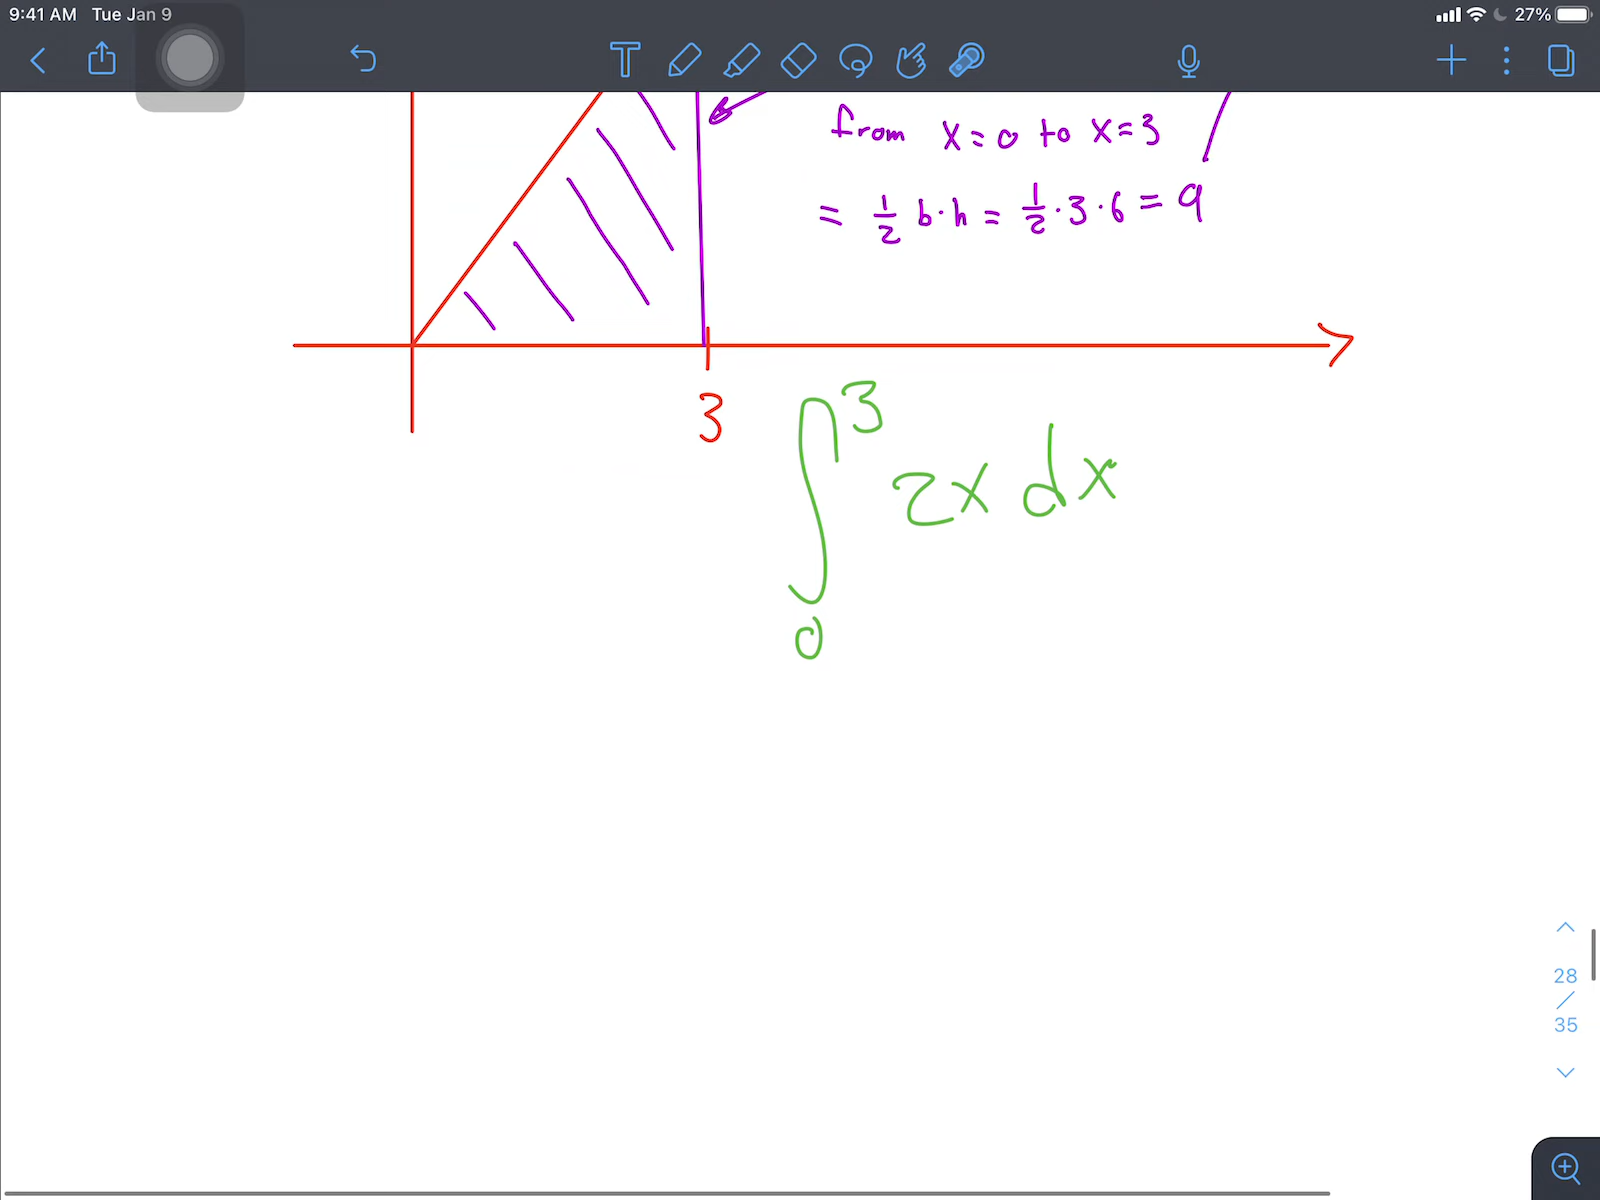 9:41 AM Tue Jan 9 27%
from x=0 to x=3
= 1/2 b·h = 1/2·3·6 = 9
3
∫₀³ 2x dx
28
/
35